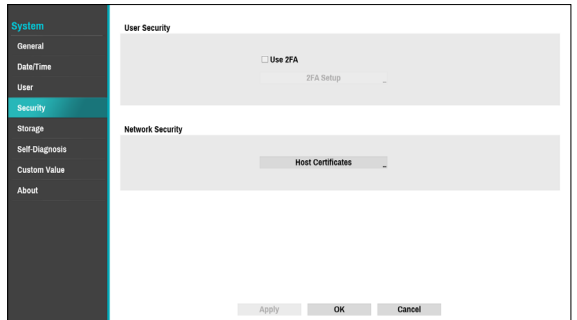 System
General
Date/Time
User
Security
Storage
Self-Diagnosis
Custom Value
About
User Security
Use 2FA
2FA Setup ...
Network Security
Host Certificates ...
Apply OK Cancel